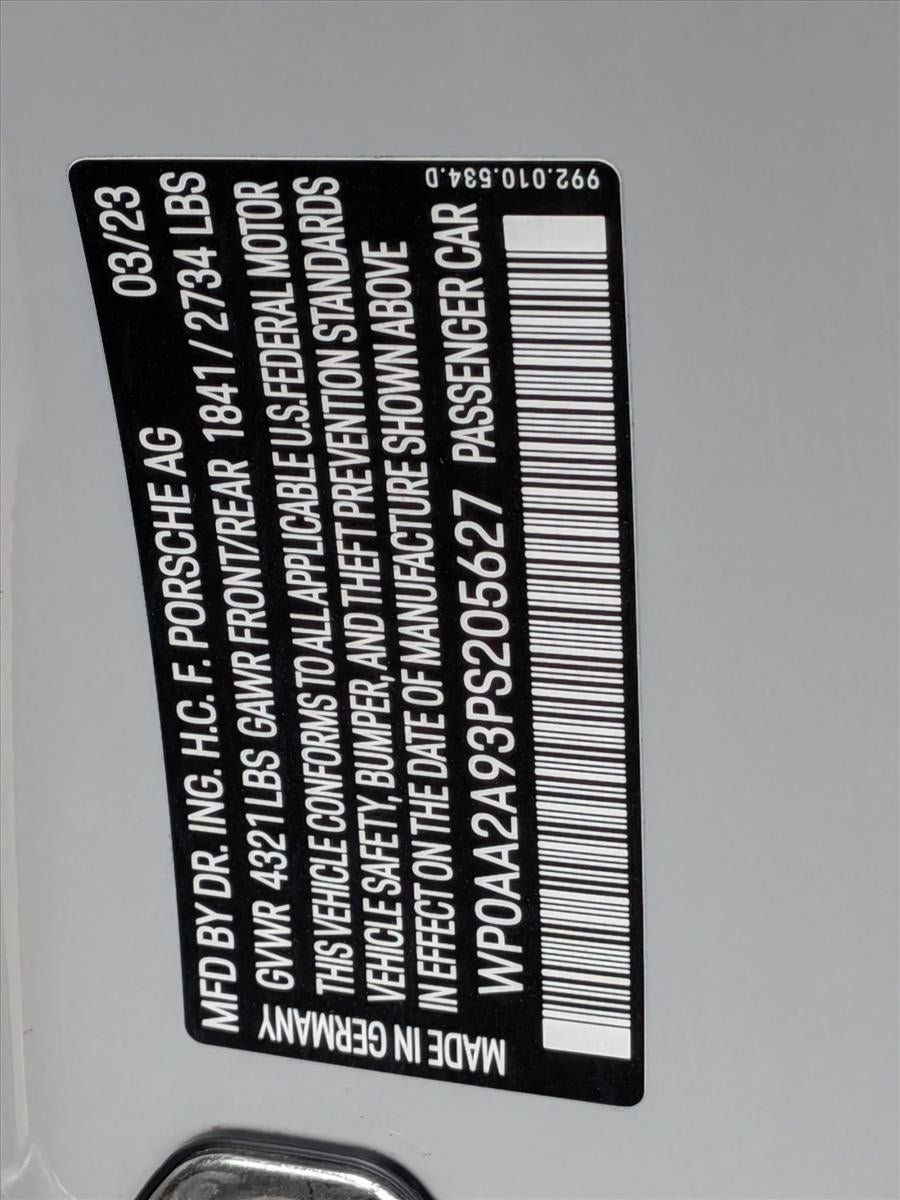 MFD BY DR. ING. H.C. F. PORSCHE AG 03/23
GVWR 4321 LBS GAWR FRONT/REAR 1841 / 2734 LBS
THIS VEHICLE CONFORMS TO ALL APPLICABLE U.S. FEDERAL MOTOR
VEHICLE SAFETY, BUMPER, AND THEFT PREVENTION STANDARDS
IN EFFECT ON THE DATE OF MANUFACTURE SHOWN ABOVE
WP0AA2A93PS205627 PASSENGER CAR
MADE IN GERMANY
992.010.534.D